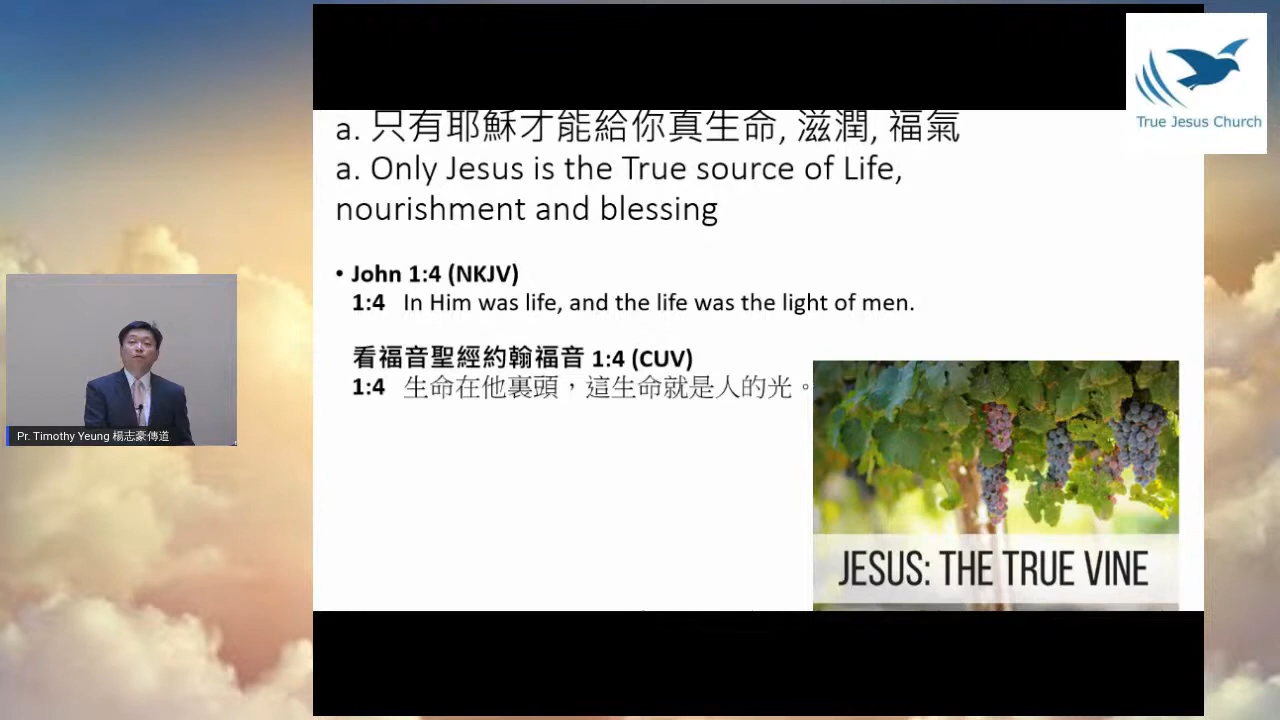 a. 只有耶穌才能給你真生命, 滋潤, 福氣
a. Only Jesus is the True source of Life,
nourishment and blessing
• John 1:4 (NKJV)
1:4 In Him was life, and the life was the light of men.
看福音聖經約翰福音 1:4 (CUV)
1:4 生命在他裏頭，這生命就是人的光。
JESUS: THE TRUE VINE
True Jesus Church
Pr. Timothy Yeung 楊志豪傳道